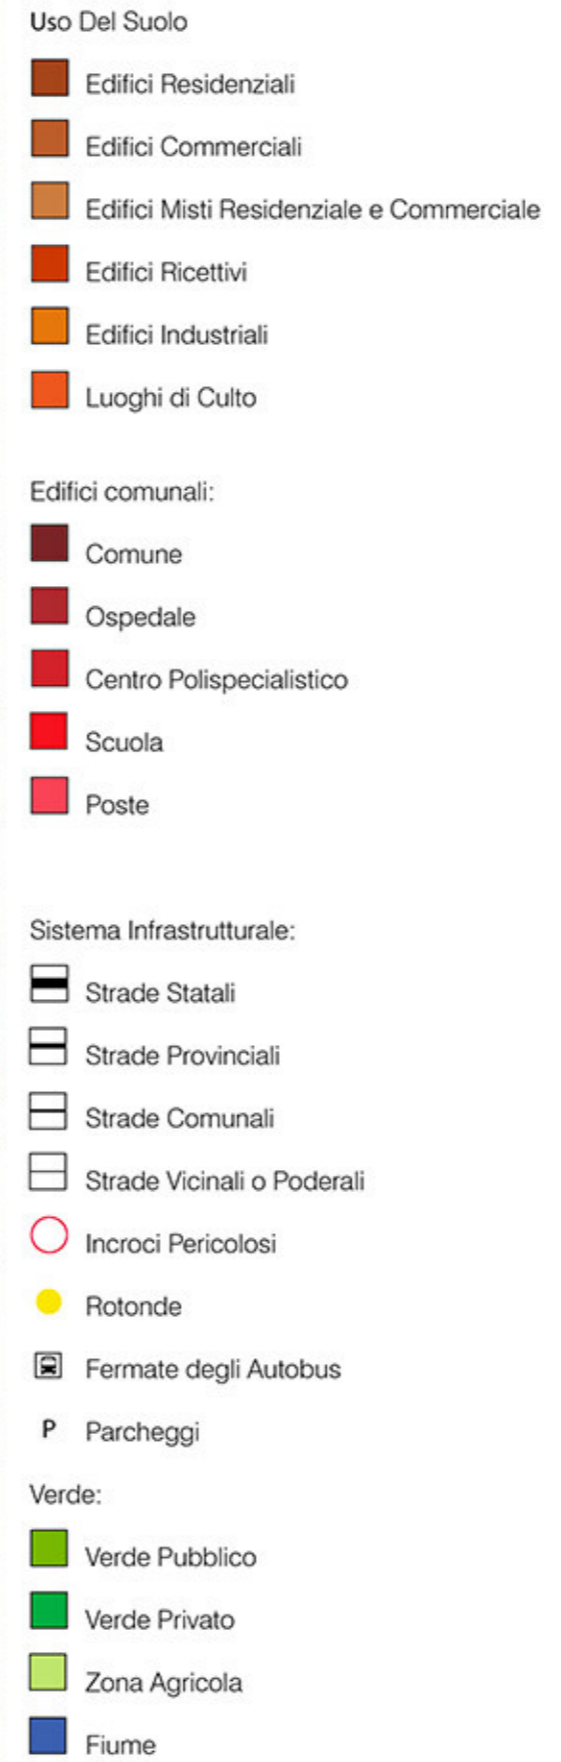 Uso Del Suolo
Edifici Residenziali
Edifici Commerciali
Edifici Misti Residenziale e Commerciale
Edifici Ricettivi
Edifici Industriali
Luoghi di Culto
Edifici comunali:
Comune
Ospedale
Centro Polispecialistico
Scuola
Poste
Sistema Infrastrutturale:
Strade Statali
Strade Provinciali
Strade Comunali
Strade Vicinali o Poderali
Incroci Pericolosi
Rotonde
Fermate degli Autobus
P Parcheggi
Verde:
Verde Pubblico
Verde Privato
Zona Agricola
Fiume